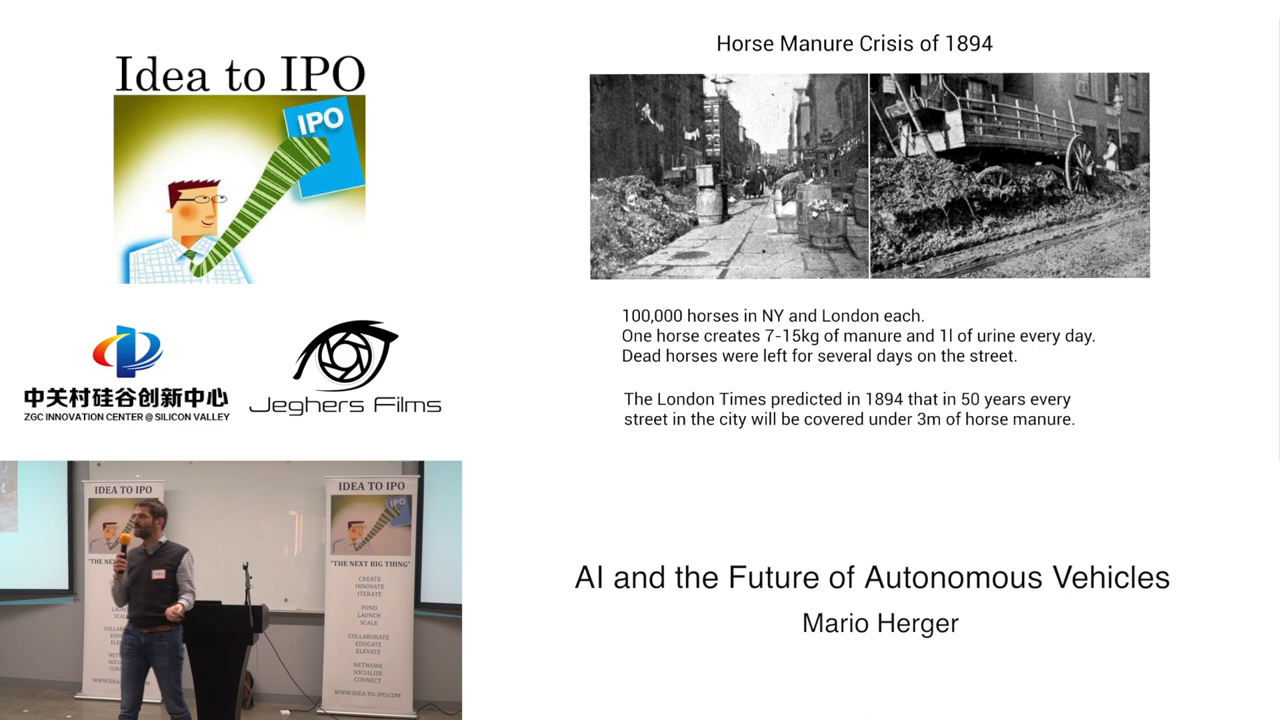 Idea to IPO
IPO
中关村硅谷创新中心
ZGC INNOVATION CENTER @ SILICON VALLEY
Jeghers Films
Horse Manure Crisis of 1894
100,000 horses in NY and London each.
One horse creates 7-15kg of manure and 1l of urine every day.
Dead horses were left for several days on the street.
The London Times predicted in 1894 that in 50 years every
street in the city will be covered under 3m of horse manure.
AI and the Future of Autonomous Vehicles
Mario Herger
IDEA TO IPO
"THE NE
IDEA TO IPO
IPO
"THE NEXT BIG THING"
CREATE
INNOVATE
ITERATE
FUND
LAUNCH
SCALE
COLLABORATE
EDUCATE
ELEVATE
NETWORK
SOCIALIZE
CONNECT
WWW.IDEA-TO-IPO.COM